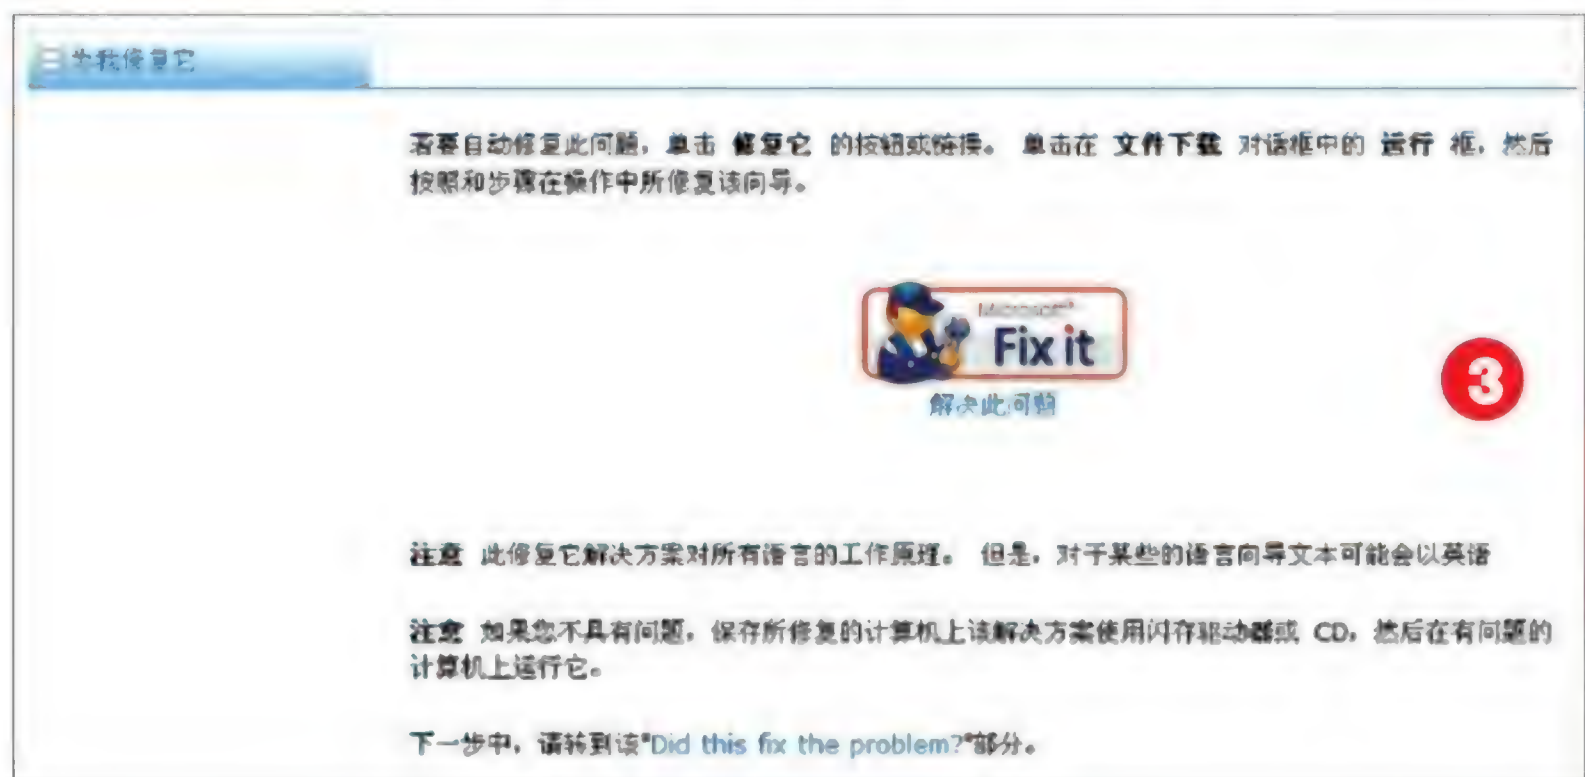 为我修复它
若要自动修复此问题，单击 修复它 的按钮或链接。 单击在 文件下载 对话框中的 运行 框，然后
按照和步骤在操作中所修复该向导。
Microsoft®
Fix it
3
解决此问题
注意 此修复它解决方案对所有语言的工作原理。 但是，对于某些的语言向导文本可能会以英语
注意 如果您不具有问题，保存所修复的计算机上该解决方案使用闪存驱动器或 CD，然后在有问题的
计算机上运行它。
下一步中，请转到该"Did this fix the problem?"部分。